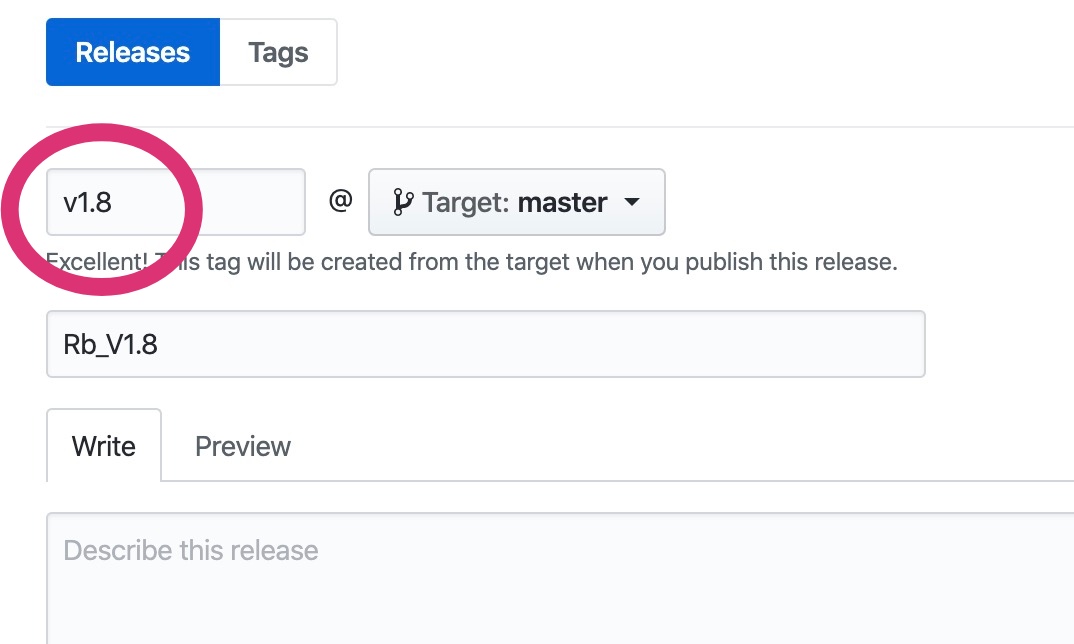 Releases Tags
v1.8 @ Target: master
Excellent! This tag will be created from the target when you publish this release.
Rb_V1.8
Write Preview
Describe this release